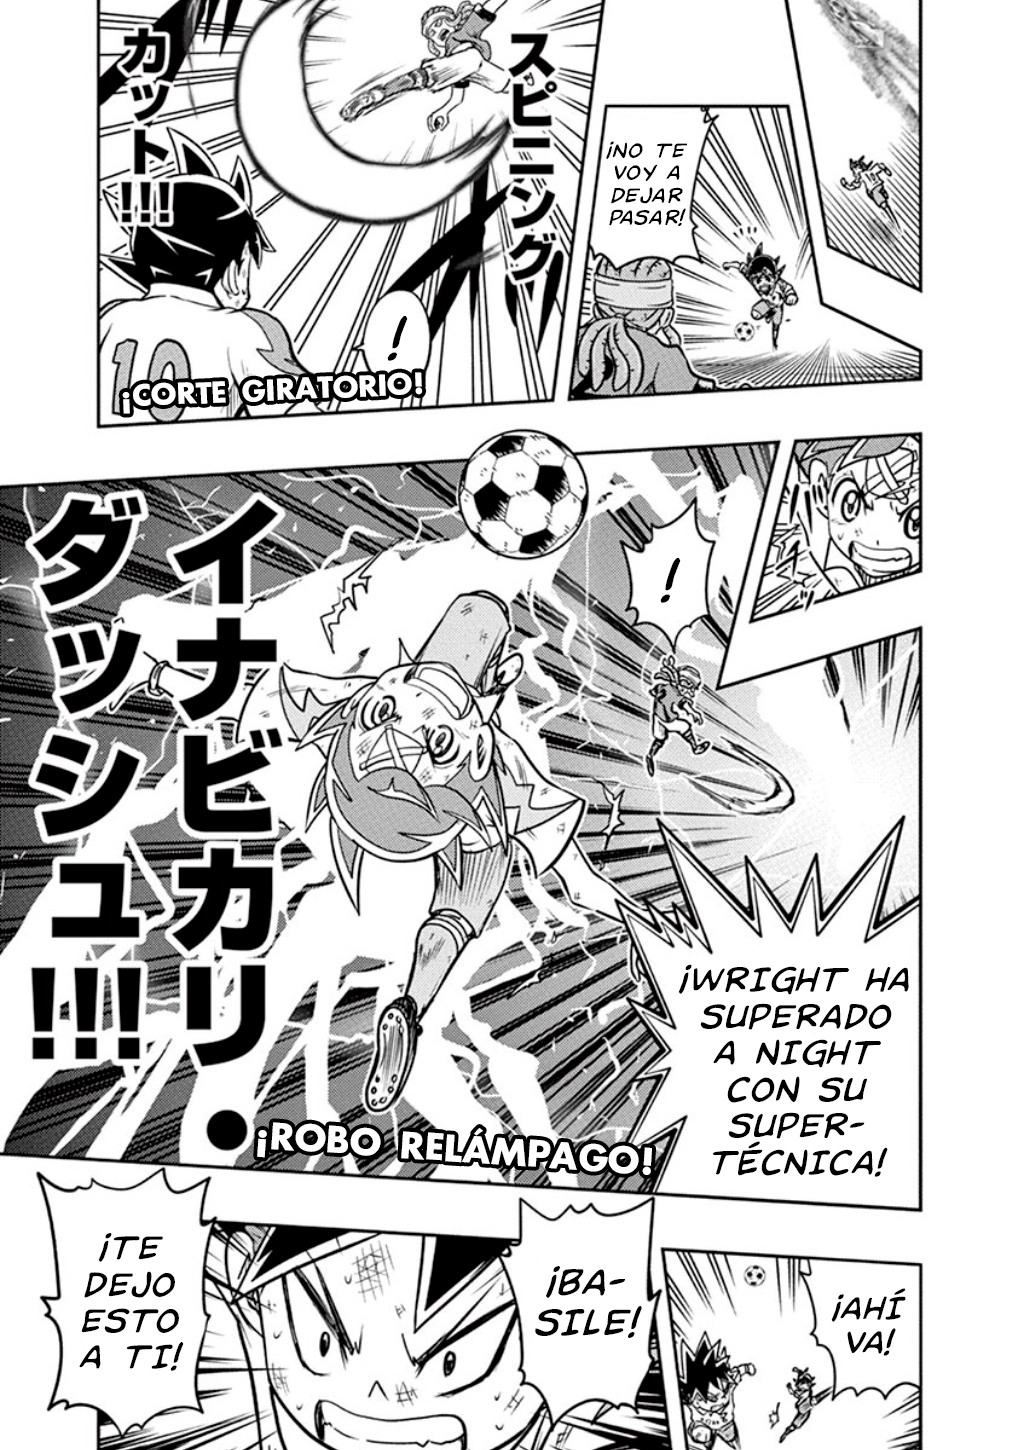 ¡NO TE
VOY A
DEJAR
PASAR!
スピニング
カット!!!
!
10
¡CORTE GIRATORIO!
!
イナビカリ・
ダッシュ!!!
¡ROBO RELÁMPAGO!
¡WRIGHT HA
SUPERADO
A NIGHT
CON SU
SUPER-
TÉCNICA!
¡AHÍ
VA!
¡BA-
SILE!
¡TE
DEJO
ESTO
A TI!